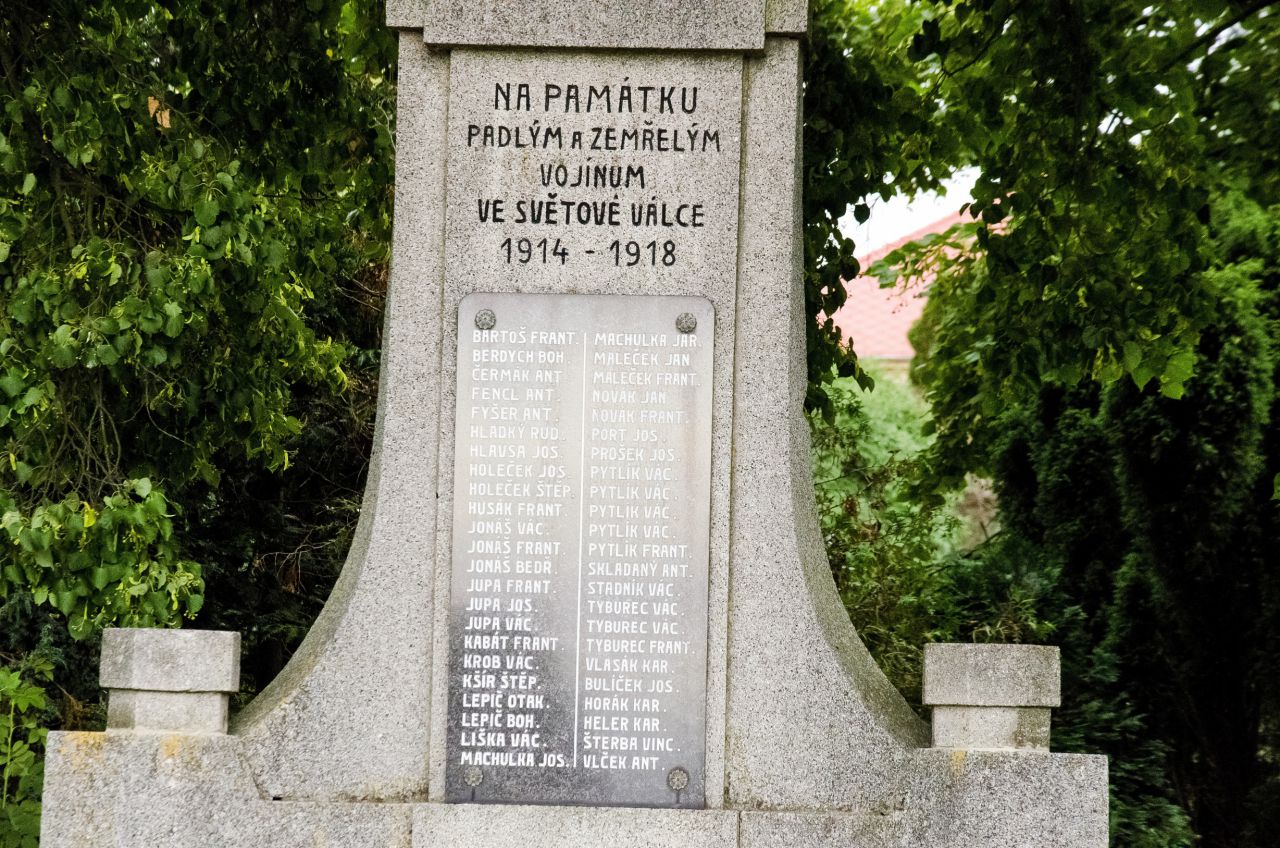 NA PAMÁTKU
PADLÝM A ZEMŘELÝM
VOJÍNUM
VE SVĚTOVÉ VÁLCE
1914 - 1918
BARTOŠ FRANT.
BERDYCH BOH.
ČERMÁK ANT.
FENCL ANT.
FYŠER ANT.
HLADKÝ RUD.
HLAVSA JOS.
HOLEČEK JOS.
HOLEČEK ŠTĚP.
HUSÁK FRANT.
JONÁŠ VÁC.
JONÁŠ FRANT.
JONÁŠ BEDR.
JUPA FRANT.
JUPA JOS.
JUPA VÁC.
KABÁT FRANT.
KROB VÁC.
KŠÍR ŠTĚP.
LEPIČ OTAK.
LEPIČ BOH.
LIŠKA VÁC.
MACHULKA JOS.
MACHULKA JAR.
MALEČEK JAN
MALEČEK FRANT.
NOVÁK JAN
NOVÁK FRANT.
PORT JOS.
PROŠEK JOS.
PYTLÍK VÁC.
PYTLÍK VÁC.
PYTLÍK VÁC.
PYTLÍK VÁC.
PYTLÍK FRANT.
SKLADANÝ ANT.
STADNÍK VÁC.
TYBUREC VÁC.
TYBUREC VÁC.
TYBUREC FRANT.
VLASÁK KAR.
BULÍČEK JOS.
HORÁK KAR.
HELER KAR.
ŠTERBA VINC.
VLČEK ANT.